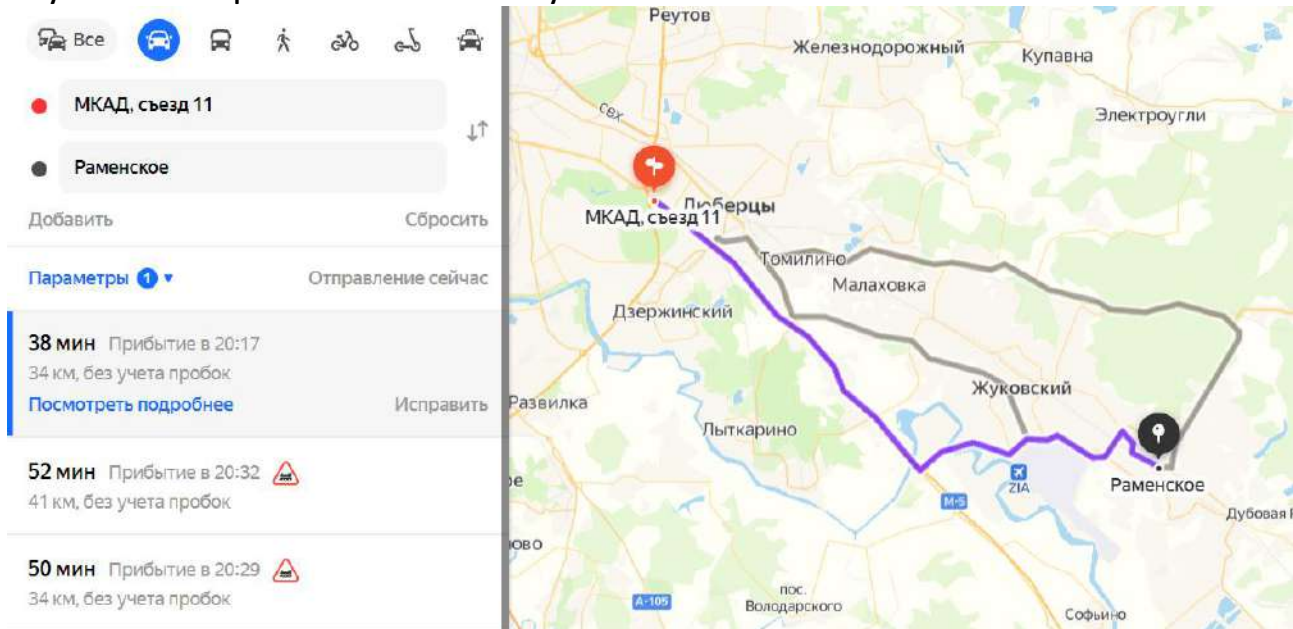 Все
МКАД, съезд 11
Раменское
Добавить
Сбросить
Параметры 1
Отправление сейчас
38 мин Прибытие в 20:17
34 км, без учета пробок
Посмотреть подробнее
Исправить
52 мин Прибытие в 20:32
41 км, без учета пробок
50 мин Прибытие в 20:29
34 км, без учета пробок
Реутов
Железнодорожный
Купавна
Электроугли
Люберцы
МКАД, съезд 11
Томилино
Малаховка
Дзержинский
Развилка
Жуковский
Лыткарино
ZIA
Раменское
М-5
Дубовая
пос.
Володарского
А-105
Софьино